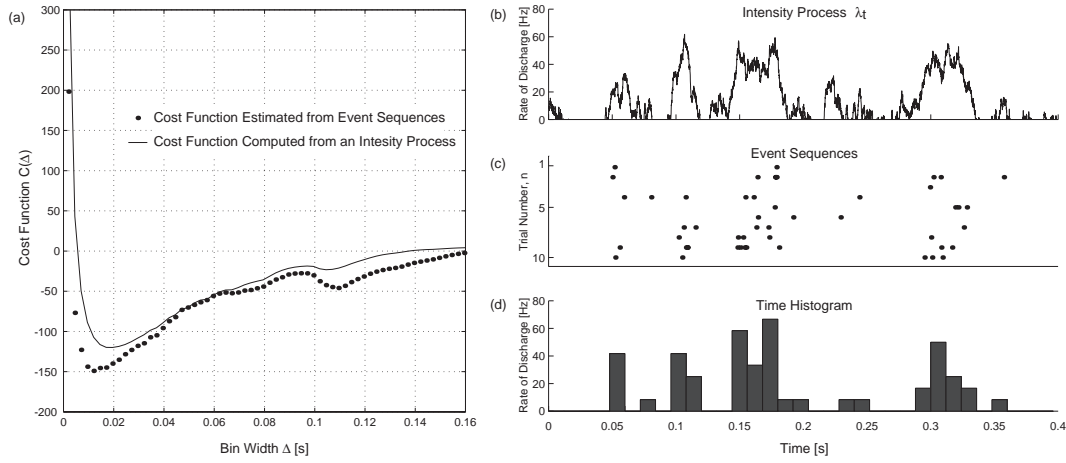 (a)
300
250
200
150
100
50
0
-50
-100
-150
-200
Cost Function C(Δ)
Cost Function Estimated from Event Sequences
Cost Function Computed from an Intesity Process
0 0.02 0.04 0.06 0.08 0.1 0.12 0.14 0.16
Bin Width Δ [s]
(b)
Intensity Process λt
Rate of Discharge [Hz]
80
60
40
20
0
(c)
Event Sequences
Trial Number, n
1
5
10
(d)
Time Histogram
Rate of Discharge [Hz]
80
60
40
20
0
0 0.05 0.1 0.15 0.2 0.25 0.3 0.35 0.4
Time [s]